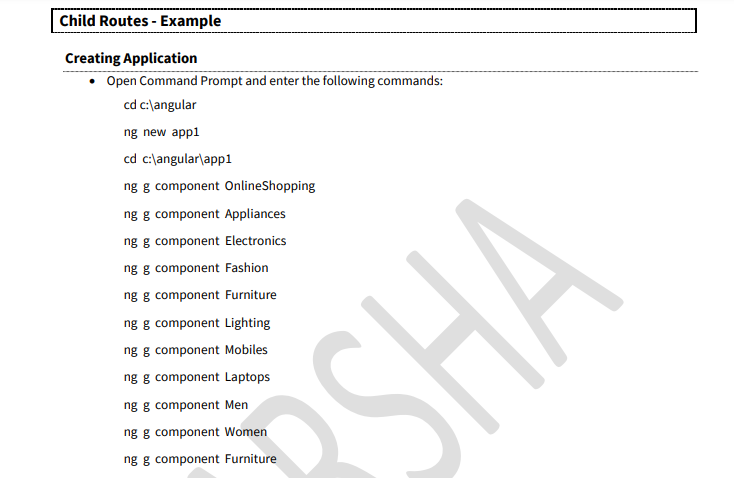 Child Routes - Example
Creating Application
• Open Command Prompt and enter the following commands:
cd c:\angular
ng new app1
cd c:\angular\app1
ng g component OnlineShopping
ng g component Appliances
ng g component Electronics
ng g component Fashion
ng g component Furniture
ng g component Lighting
ng g component Mobiles
ng g component Laptops
ng g component Men
ng g component Women
ng g component Furniture
ARSHA